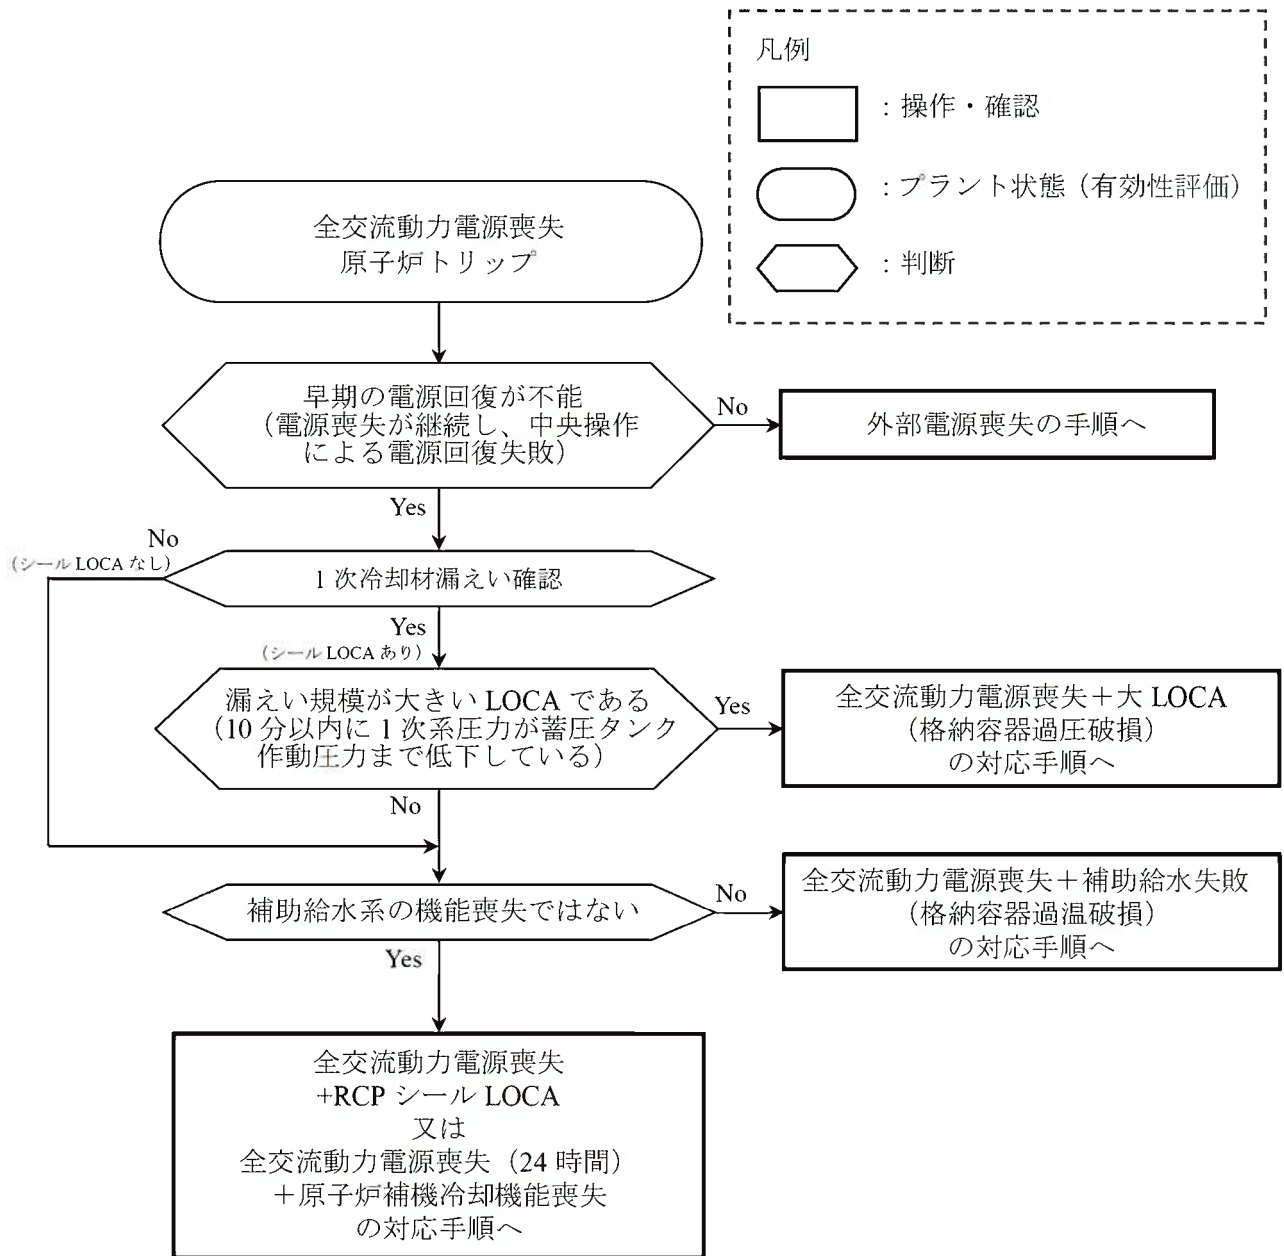 凡例
：操作・確認
：プラント状態（有効性評価）
：判断
全交流動力電源喪失
原子炉トリップ
早期の電源回復が不能
（電源喪失が継続し、中央操作
による電源回復失敗）
No
外部電源喪失の手順へ
Yes
No
（シール LOCA なし）
1 次冷却材漏えい確認
Yes
（シール LOCA あり）
漏えい規模が大きい LOCA である
（10 分以内に 1 次系圧力が蓄圧タンク
作動圧力まで低下している）
Yes
全交流動力電源喪失＋大 LOCA
（格納容器過圧破損）
の対応手順へ
No
補助給水系の機能喪失ではない
No
全交流動力電源喪失＋補助給水失敗
（格納容器過温破損）
の対応手順へ
Yes
全交流動力電源喪失
+RCP シール LOCA
又は
全交流動力電源喪失（24 時間）
＋原子炉補機冷却機能喪失
の対応手順へ